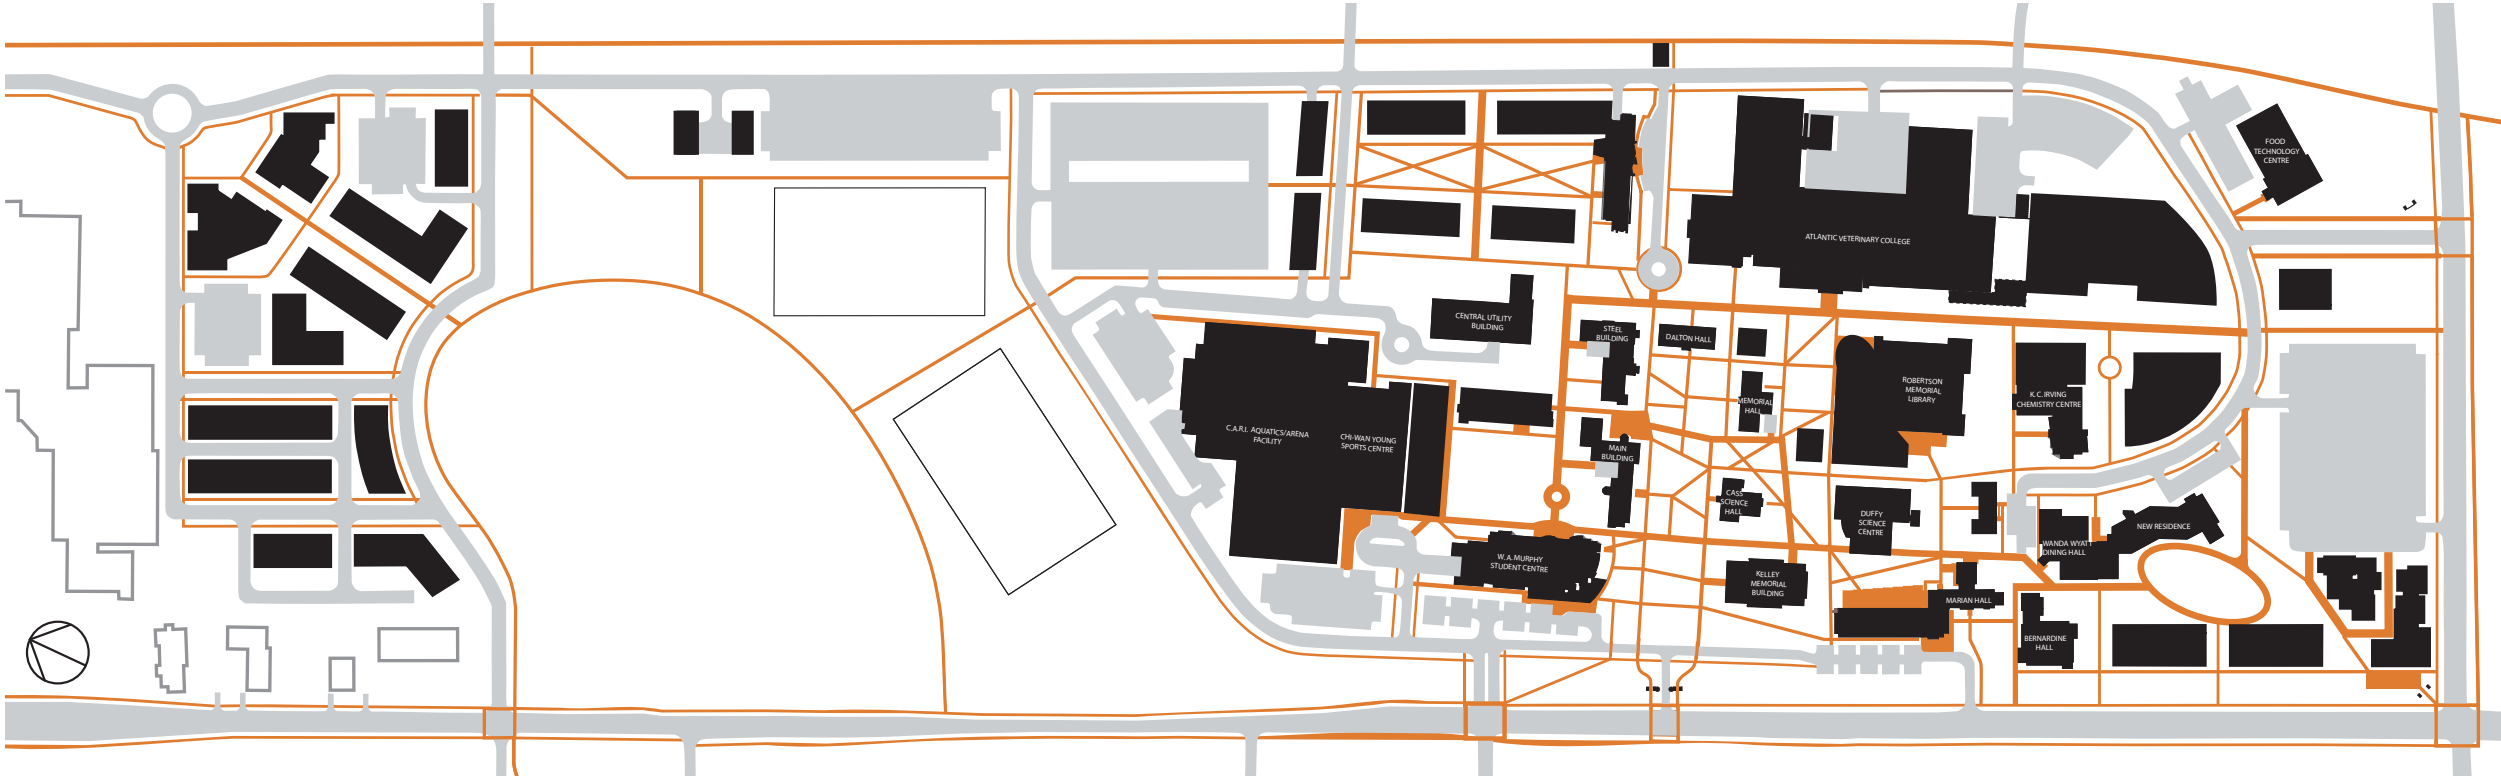 FOOD
TECHNOLOGY
CENTRE
ATLANTIC VETERINARY COLLEGE
CENTRAL UTILITY
BUILDING
STEEL
BUILDING
DALTON HALL
ROBERTSON
MEMORIAL
LIBRARY
K.C. IRVING
CHEMISTRY CENTRE
MEMORIAL
HALL
C.A.R.I. AQUATICS/ARENA
FACILITY
CHI-WAN YOUNG
SPORTS CENTRE
MAIN
BUILDING
CASS
SCIENCE
HALL
DUFFY
SCIENCE
CENTRE
NEW RESIDENCE
WANDA WYATT
DINING HALL
W. A. MURPHY
STUDENT CENTRE
KELLEY
MEMORIAL
BUILDING
MARIAN HALL
BERNARDINE
HALL